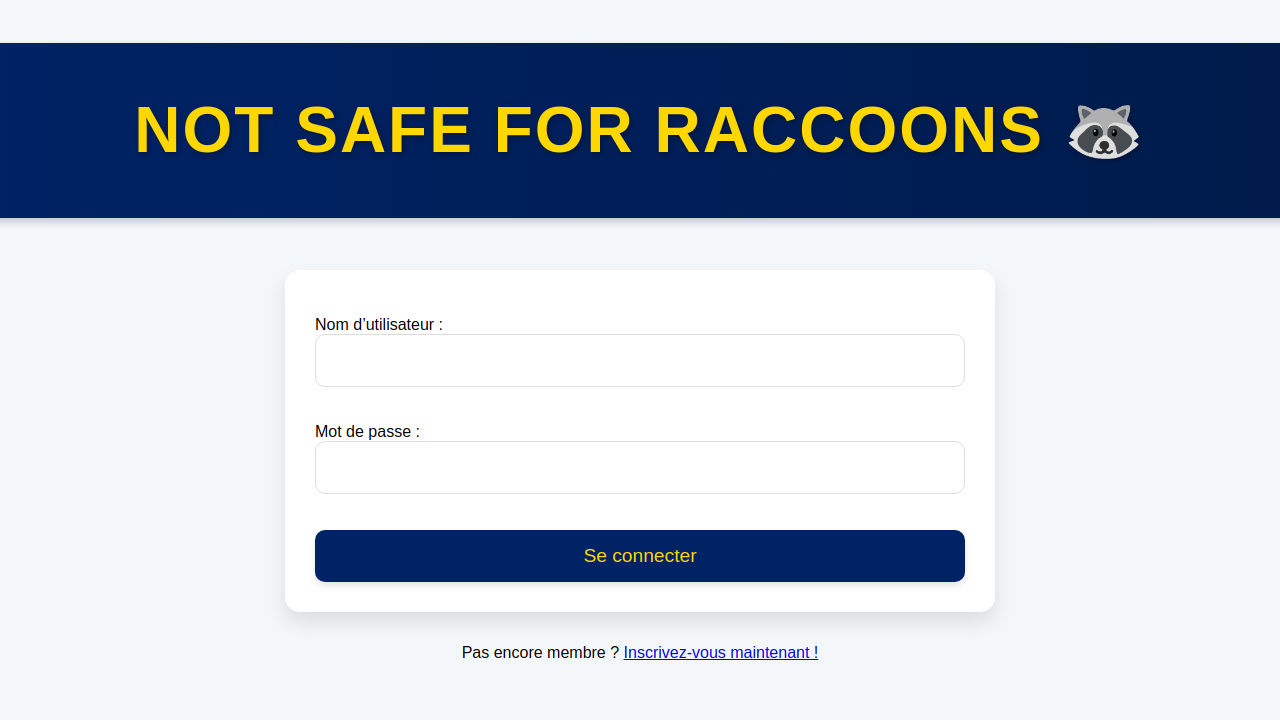 NOT SAFE FOR RACCOONS 🦝
Nom d’utilisateur :
Mot de passe :
Se connecter
Pas encore membre ? Inscrivez-vous maintenant !